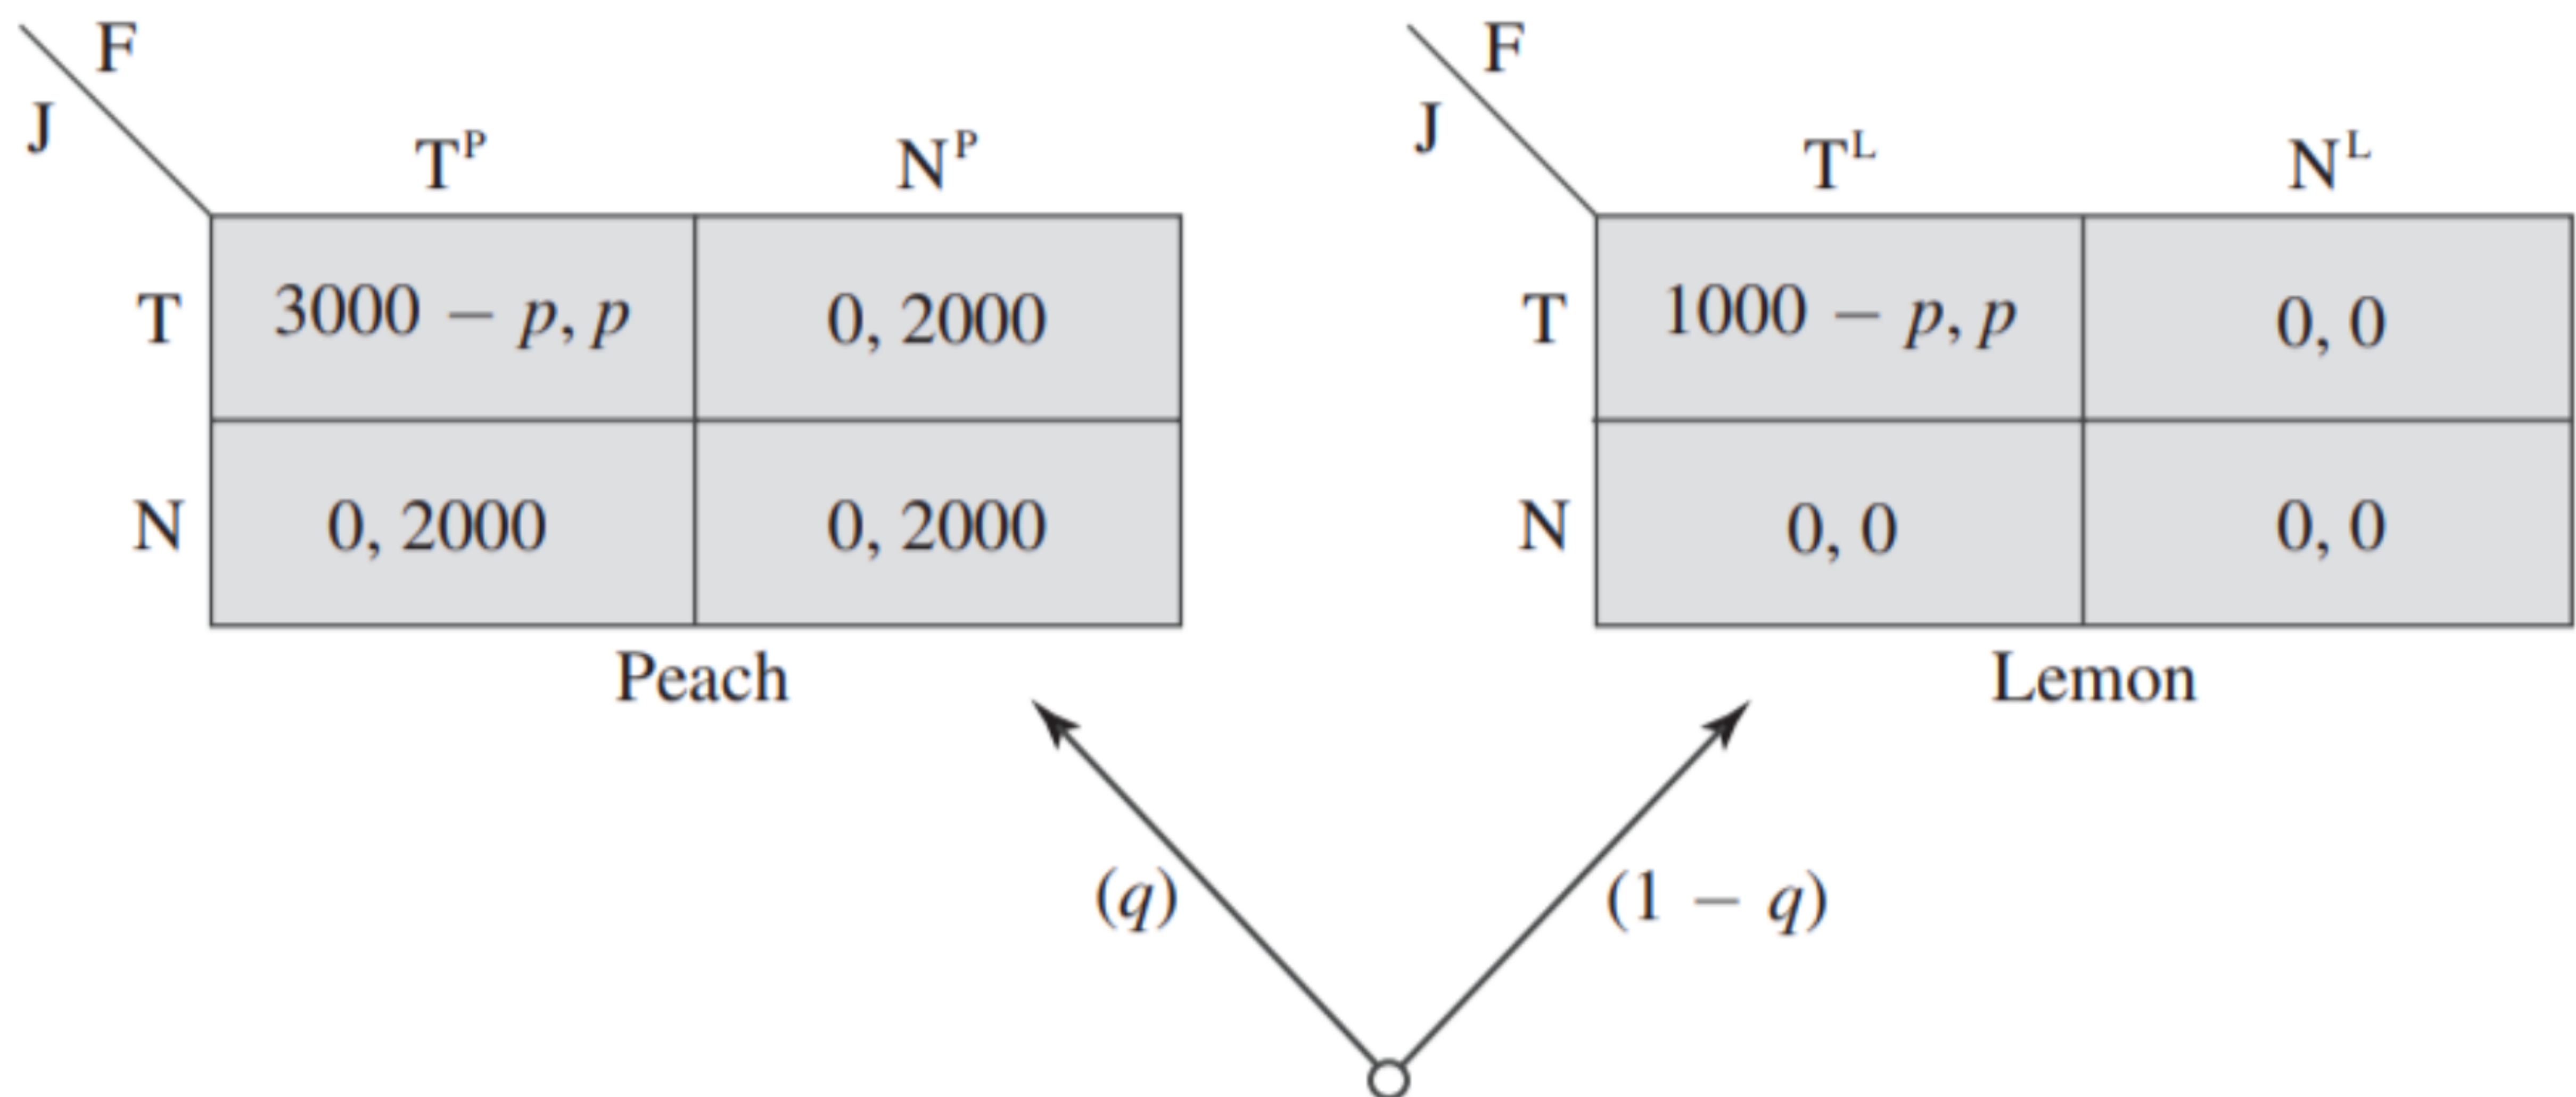 F F
J J
T^P N^P T^L N^L
T 3000 − p, p 0, 2000 T 1000 − p, p 0, 0
N 0, 2000 0, 2000 N 0, 0 0, 0
Peach Lemon
(q) (1 − q)